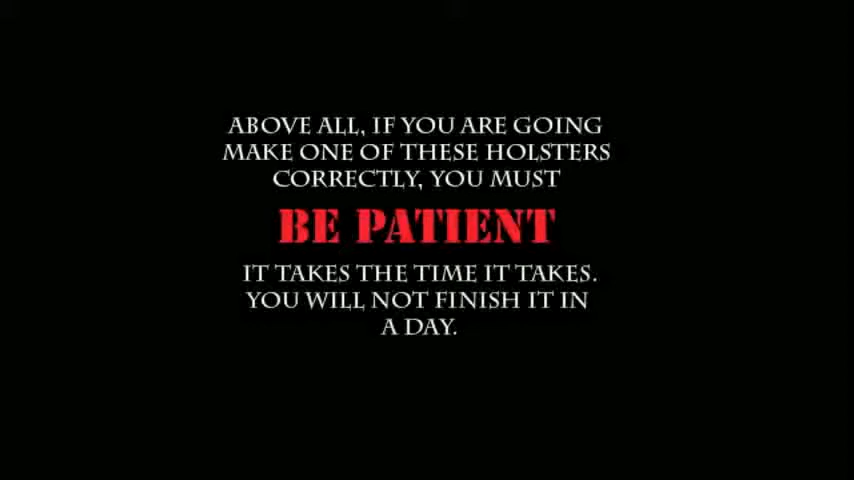 ABOVE ALL, IF YOU ARE GOING
MAKE ONE OF THESE HOLSTERS
CORRECTLY, YOU MUST
BE PATIENT
IT TAKES THE TIME IT TAKES.
YOU WILL NOT FINISH IT IN
A DAY.